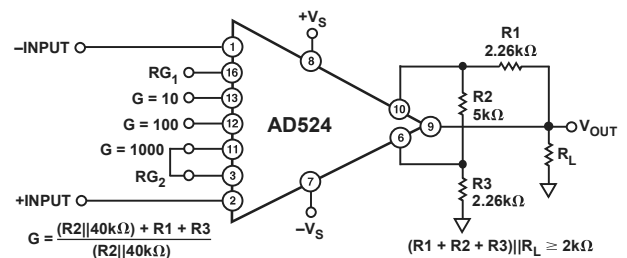 +VS
–INPUT
1
8
R1
2.26kΩ
RG1
16
G = 10
13
10
R2
5kΩ
G = 100
12
AD524
9
VOUT
G = 1000
11
6
RL
RG2
3
7
R3
2.26kΩ
+INPUT
2
–VS
G = (R2||40kΩ) + R1 + R3
(R2||40kΩ)
(R1 + R2 + R3)||RL ≥ 2kΩ